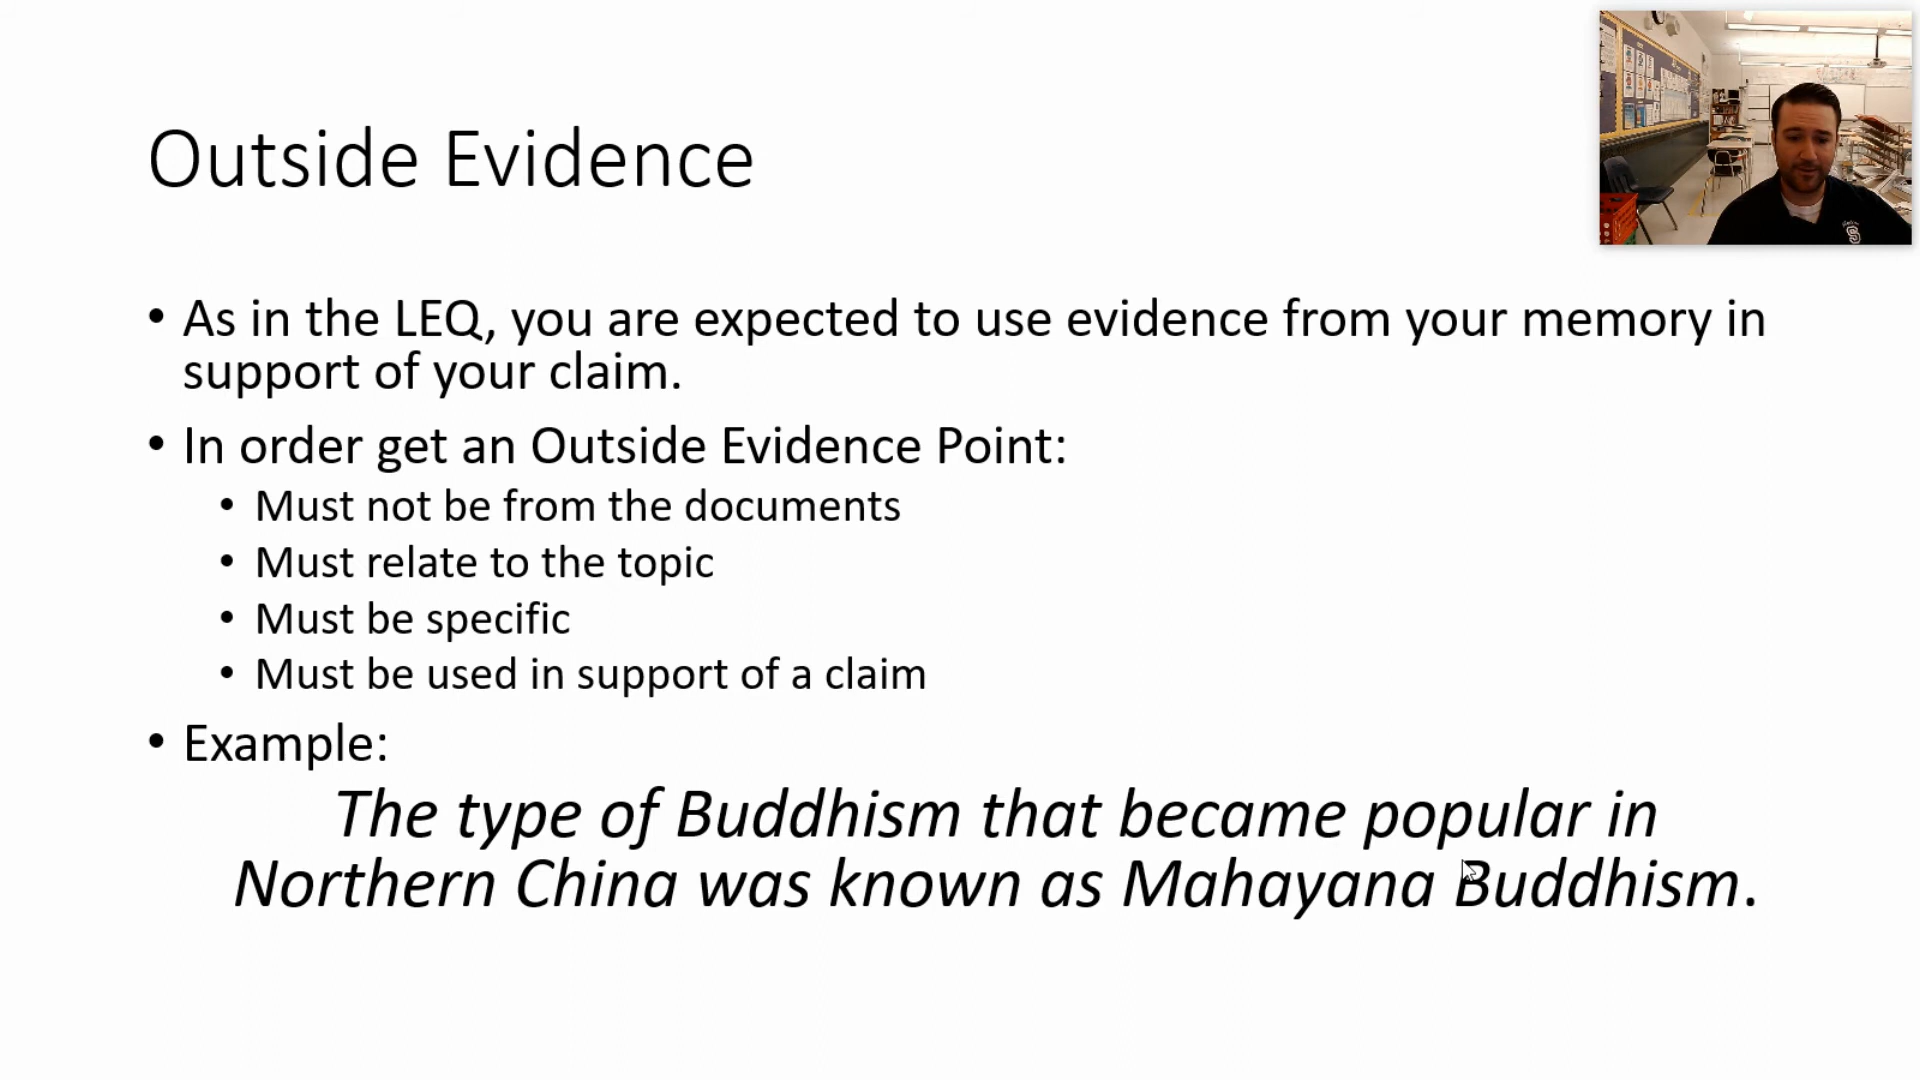 Outside Evidence
• As in the LEQ, you are expected to use evidence from your memory in
support of your claim.
• In order get an Outside Evidence Point:
• Must not be from the documents
• Must relate to the topic
• Must be specific
• Must be used in support of a claim
• Example:
The type of Buddhism that became popular in
Northern China was known as Mahayana Buddhism.